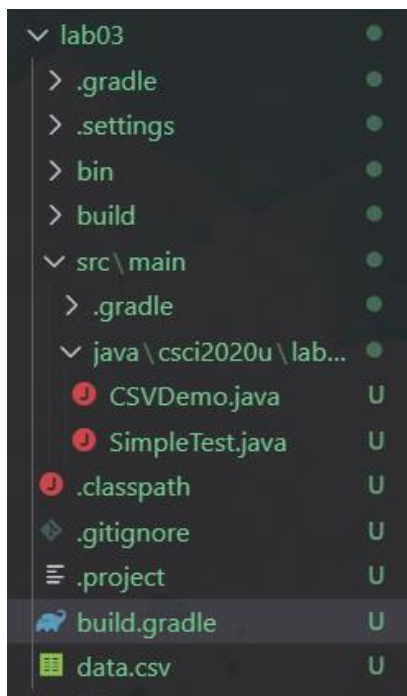 lab03
.gradle
.settings
bin
build
src\main
.gradle
java\csci2020u\lab...
CSVDemo.java U
SimpleTest.java U
.classpath U
.gitignore U
.project U
build.gradle U
data.csv U